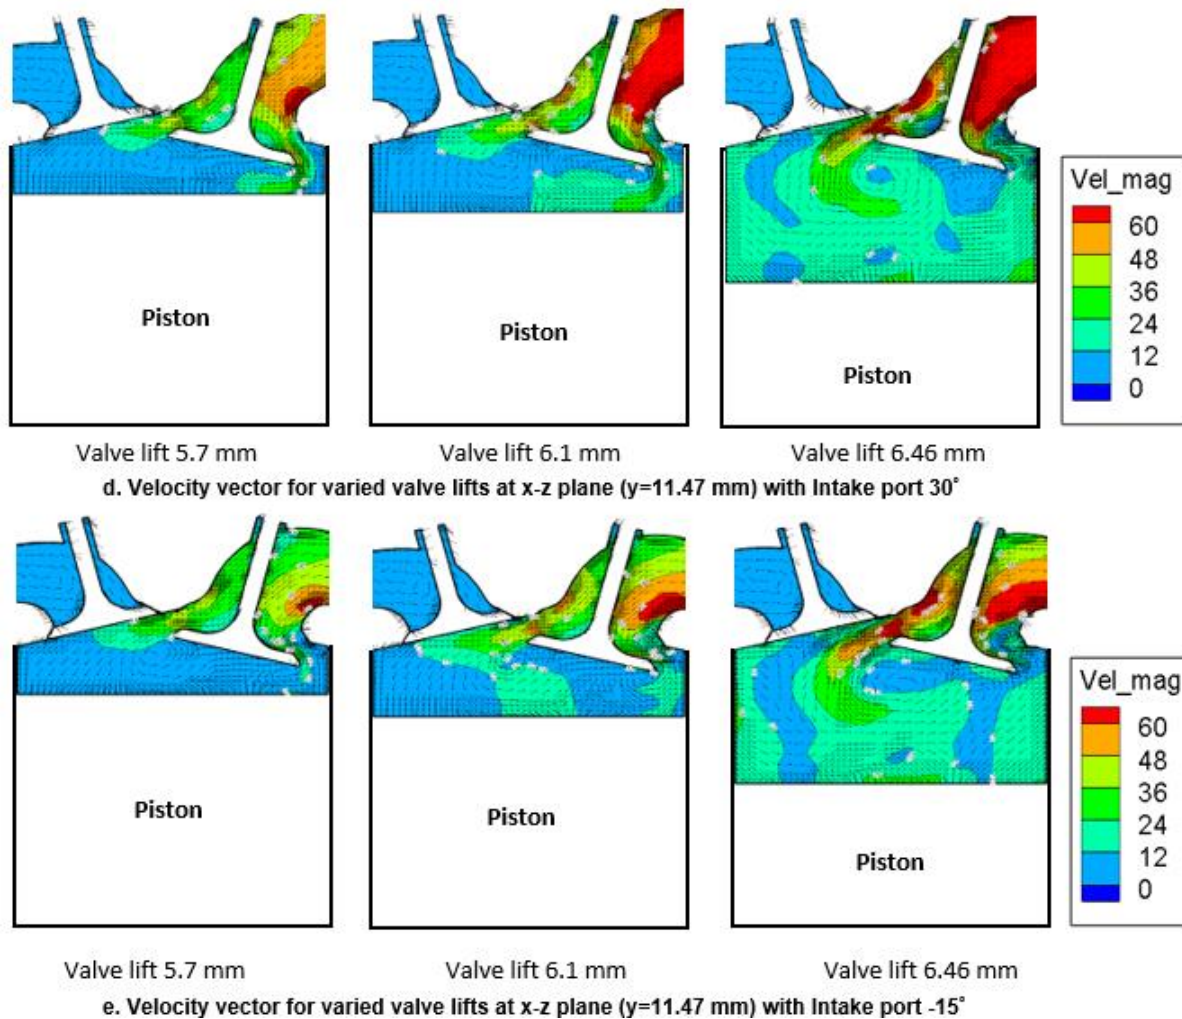 Vel_mag
60
48
36
24
12
0
Piston
Piston
Piston
Valve lift 5.7 mm
Valve lift 6.1 mm
Valve lift 6.46 mm
d. Velocity vector for varied valve lifts at x-z plane (y=11.47 mm) with Intake port 30°
Vel_mag
60
48
36
24
12
0
Piston
Piston
Piston
Valve lift 5.7 mm
Valve lift 6.1 mm
Valve lift 6.46 mm
e. Velocity vector for varied valve lifts at x-z plane (y=11.47 mm) with Intake port -15°